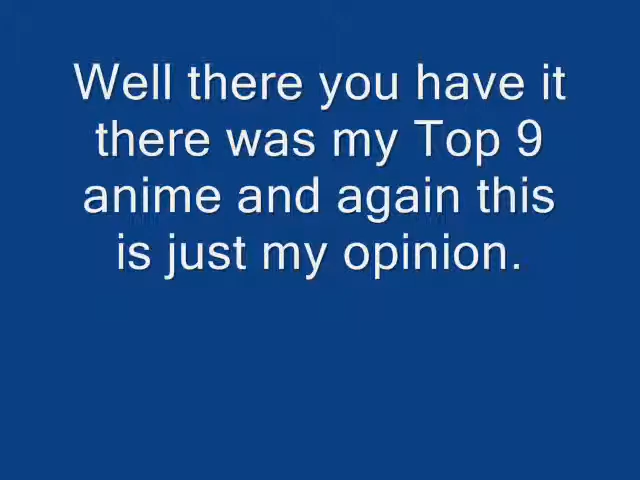 Well there you have it
there was my Top 9
anime and again this
is just my opinion.